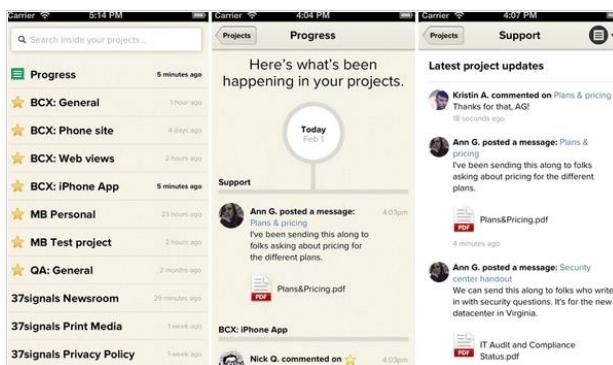 Carrier 5:14 PM
Search inside your projects...
Progress 5 minutes ago
BCX: General 1 hour ago
BCX: Phone site 4 days ago
BCX: Web views 2 hours ago
BCX: iPhone App 5 minutes ago
MB Personal 23 hours ago
MB Test project 2 hours ago
QA: General 2 months ago
37signals Newsroom 29 minutes ago
37signals Print Media 1 week ago
37signals Privacy Policy 1 week ago
Carrier 4:04 PM
Projects Progress
Here's what's been
happening in your projects.
Today
Feb 1
Support
Ann G. posted a message: 4:03pm
Plans & pricing
I've been sending this along to
folks asking about pricing for
the different plans.
PDF Plans&Pricing.pdf
BCX: iPhone App
Nick Q. commented on 4:03pm
Carrier 4:07 PM
Projects Support
Latest project updates
Kristin A. commented on Plans & pricing
Thanks for that, AG!
18 seconds ago
Ann G. posted a message: Plans &
pricing
I've been sending this along to folks
asking about pricing for the different
plans.
PDF Plans&Pricing.pdf
4 minutes ago
Ann G. posted a message: Security
center handout
We can send this along to folks who write
in with security questions. It's for the new
datacenter in Virginia.
PDF IT Audit and Compliance
Status.pdf